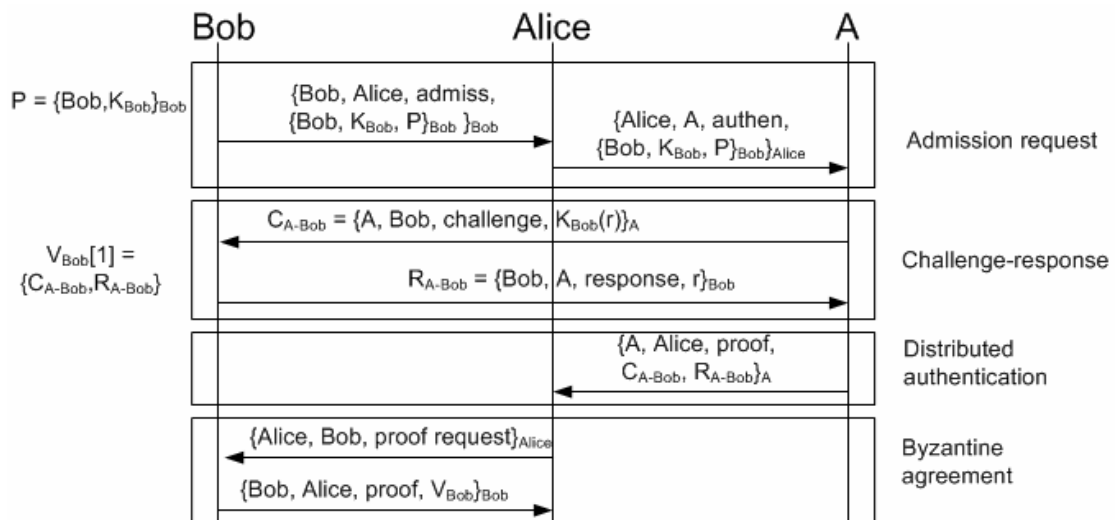 Bob Alice A
P = {Bob,K_Bob}_Bob
{Bob, Alice, admiss,
{Bob, K_Bob, P}_Bob }_Bob
{Alice, A, authen,
{Bob, K_Bob, P}_Bob}_Alice
Admission request
C_A-Bob = {A, Bob, challenge, K_Bob(r)}_A
V_Bob[1] =
{C_A-Bob,R_A-Bob}
R_A-Bob = {Bob, A, response, r}_Bob
Challenge-response
{A, Alice, proof,
C_A-Bob, R_A-Bob}_A
Distributed
authentication
{Alice, Bob, proof request}_Alice
{Bob, Alice, proof, V_Bob}_Bob
Byzantine
agreement